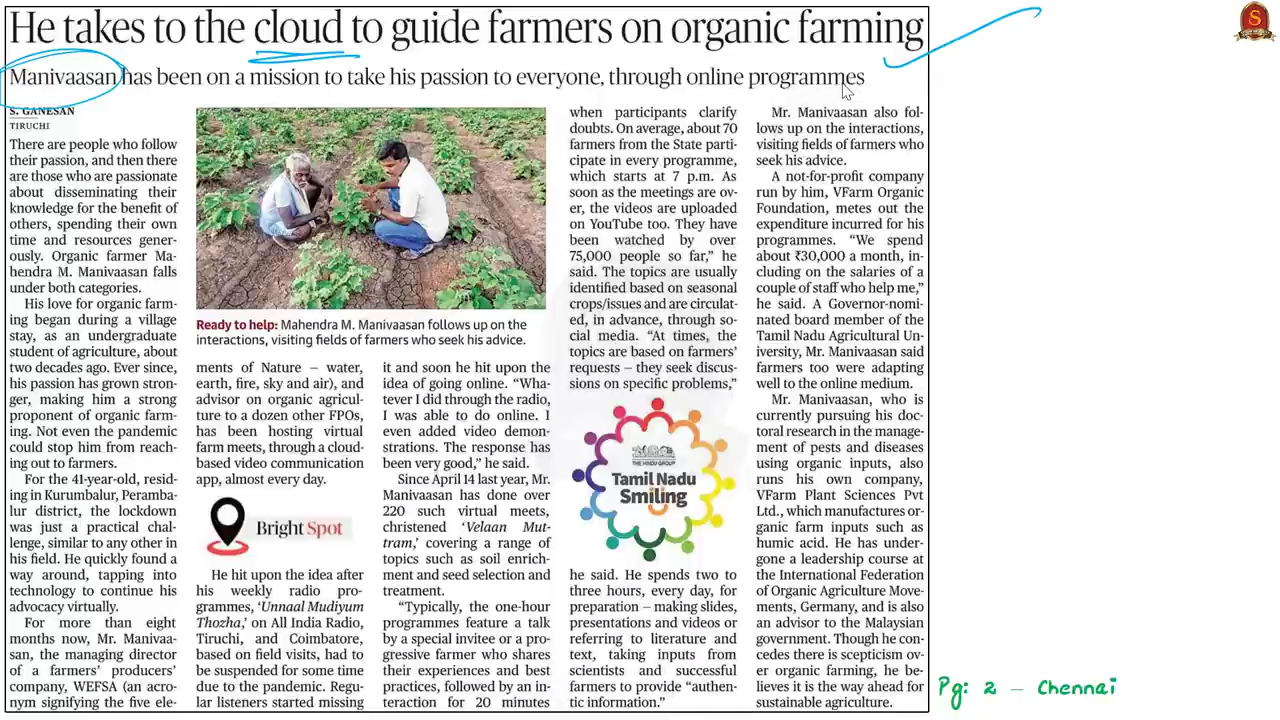 He takes to the cloud to guide farmers on organic farming
Manivaasan has been on a mission to take his passion to everyone, through online programmes
S. GANESAN
TIRUCHI
There are people who follow
their passion, and then there
are those who are passionate
about disseminating their
knowledge for the benefit of
others, spending their own
time and resources gener-
ously. Organic farmer Ma-
hendra M. Manivaasan falls
under both categories.
His love for organic farm-
ing began during a village
stay, as an undergraduate
student of agriculture, about
two decades ago. Ever since,
his passion has grown stron-
ger, making him a strong
proponent of organic farm-
ing. Not even the pandemic
could stop him from reach-
ing out to farmers.
For the 41-year-old, resid-
ing in Kurumbalur, Peramba-
lur district, the lockdown
was just a practical chal-
lenge, similar to any other in
his field. He quickly found a
way around, tapping into
technology to continue his
advocacy virtually.
For more than eight
months now, Mr. Manivaa-
san, the managing director
of a farmers' producers'
company, WEFSA (an acro-
nym signifying the five ele-
Ready to help: Mahendra M. Manivaasan follows up on the
interactions, visiting fields of farmers who seek his advice.
ments of Nature – water,
earth, fire, sky and air), and
advisor on organic agricul-
ture to a dozen other FPOs,
has been hosting virtual
farm meets, through a cloud-
based video communication
app, almost every day.
Bright Spot
He hit upon the idea after
his weekly radio pro-
grammes, 'Unnaal Mudiyum
Thozha,' on All India Radio,
Tiruchi, and Coimbatore,
based on field visits, had to
be suspended for some time
due to the pandemic. Regu-
lar listeners started missing
it and soon he hit upon the
idea of going online. "Wha-
tever I did through the radio,
I was able to do online. I
even added video demon-
strations. The response has
been very good," he said.
Since April 14 last year, Mr.
Manivaasan has done over
220 such virtual meets,
christened 'Velaan Mut-
tram,' covering a range of
topics such as soil enrich-
ment and seed selection and
treatment.
"Typically, the one-hour
programmes feature a talk
by a special invitee or a pro-
gressive farmer who shares
their experiences and best
practices, followed by an in-
teraction for 20 minutes
when participants clarify
doubts. On average, about 70
farmers from the State parti-
cipate in every programme,
which starts at 7 p.m. As
soon as the meetings are ov-
er, the videos are uploaded
on YouTube too. They have
been watched by over
75,000 people so far," he
said. The topics are usually
identified based on seasonal
crops/issues and are circulat-
ed, in advance, through so-
cial media. "At times, the
topics are based on farmers'
requests – they seek discus-
sions on specific problems,"
THE HINDU GROUP
Tamil Nadu
Smiling
he said. He spends two to
three hours, every day, for
preparation – making slides,
presentations and videos or
referring to literature and
text, taking inputs from
scientists and successful
farmers to provide "authen-
tic information."
Mr. Manivaasan also fol-
lows up on the interactions,
visiting fields of farmers who
seek his advice.
A not-for-profit company
run by him, VFarm Organic
Foundation, metes out the
expenditure incurred for his
programmes. "We spend
about ₹30,000 a month, in-
cluding on the salaries of a
couple of staff who help me,"
he said. A Governor-nomi-
nated board member of the
Tamil Nadu Agricultural Un-
iversity, Mr. Manivaasan said
farmers too were adapting
well to the online medium.
Mr. Manivaasan, who is
currently pursuing his doc-
toral research in the manage-
ment of pests and diseases
using organic inputs, also
runs his own company,
VFarm Plant Sciences Pvt
Ltd., which manufactures or-
ganic farm inputs such as
humic acid. He has under-
gone a leadership course at
the International Federation
of Organic Agriculture Move-
ments, Germany, and is also
an advisor to the Malaysian
government. Though he con-
cedes there is scepticism ov-
er organic farming, he be-
lieves it is the way ahead for
sustainable agriculture.
Pg: 2 – Chennai